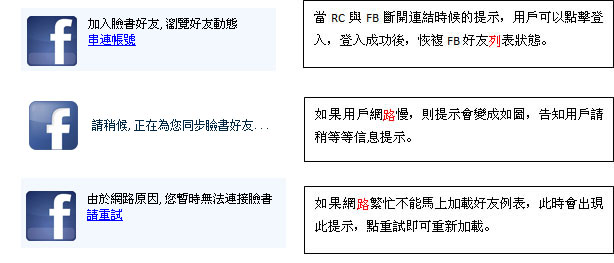 加入臉書好友, 瀏覽好友動態
串連帳號
當 RC 與 FB 斷開連結時候的提示，用戶可以點擊登
入，登入成功後，恢複 FB 好友列表狀態。
請稍候, 正在為您同步臉書好友...
如果用戶網路慢，則提示會變成如圖，告知用戶請
稍等等信息提示。
由於網路原因, 您暫時無法連接臉書
請重試
如果網路繁忙不能馬上加載好友例表，此時會出現
此提示，點重試即可重新加載。